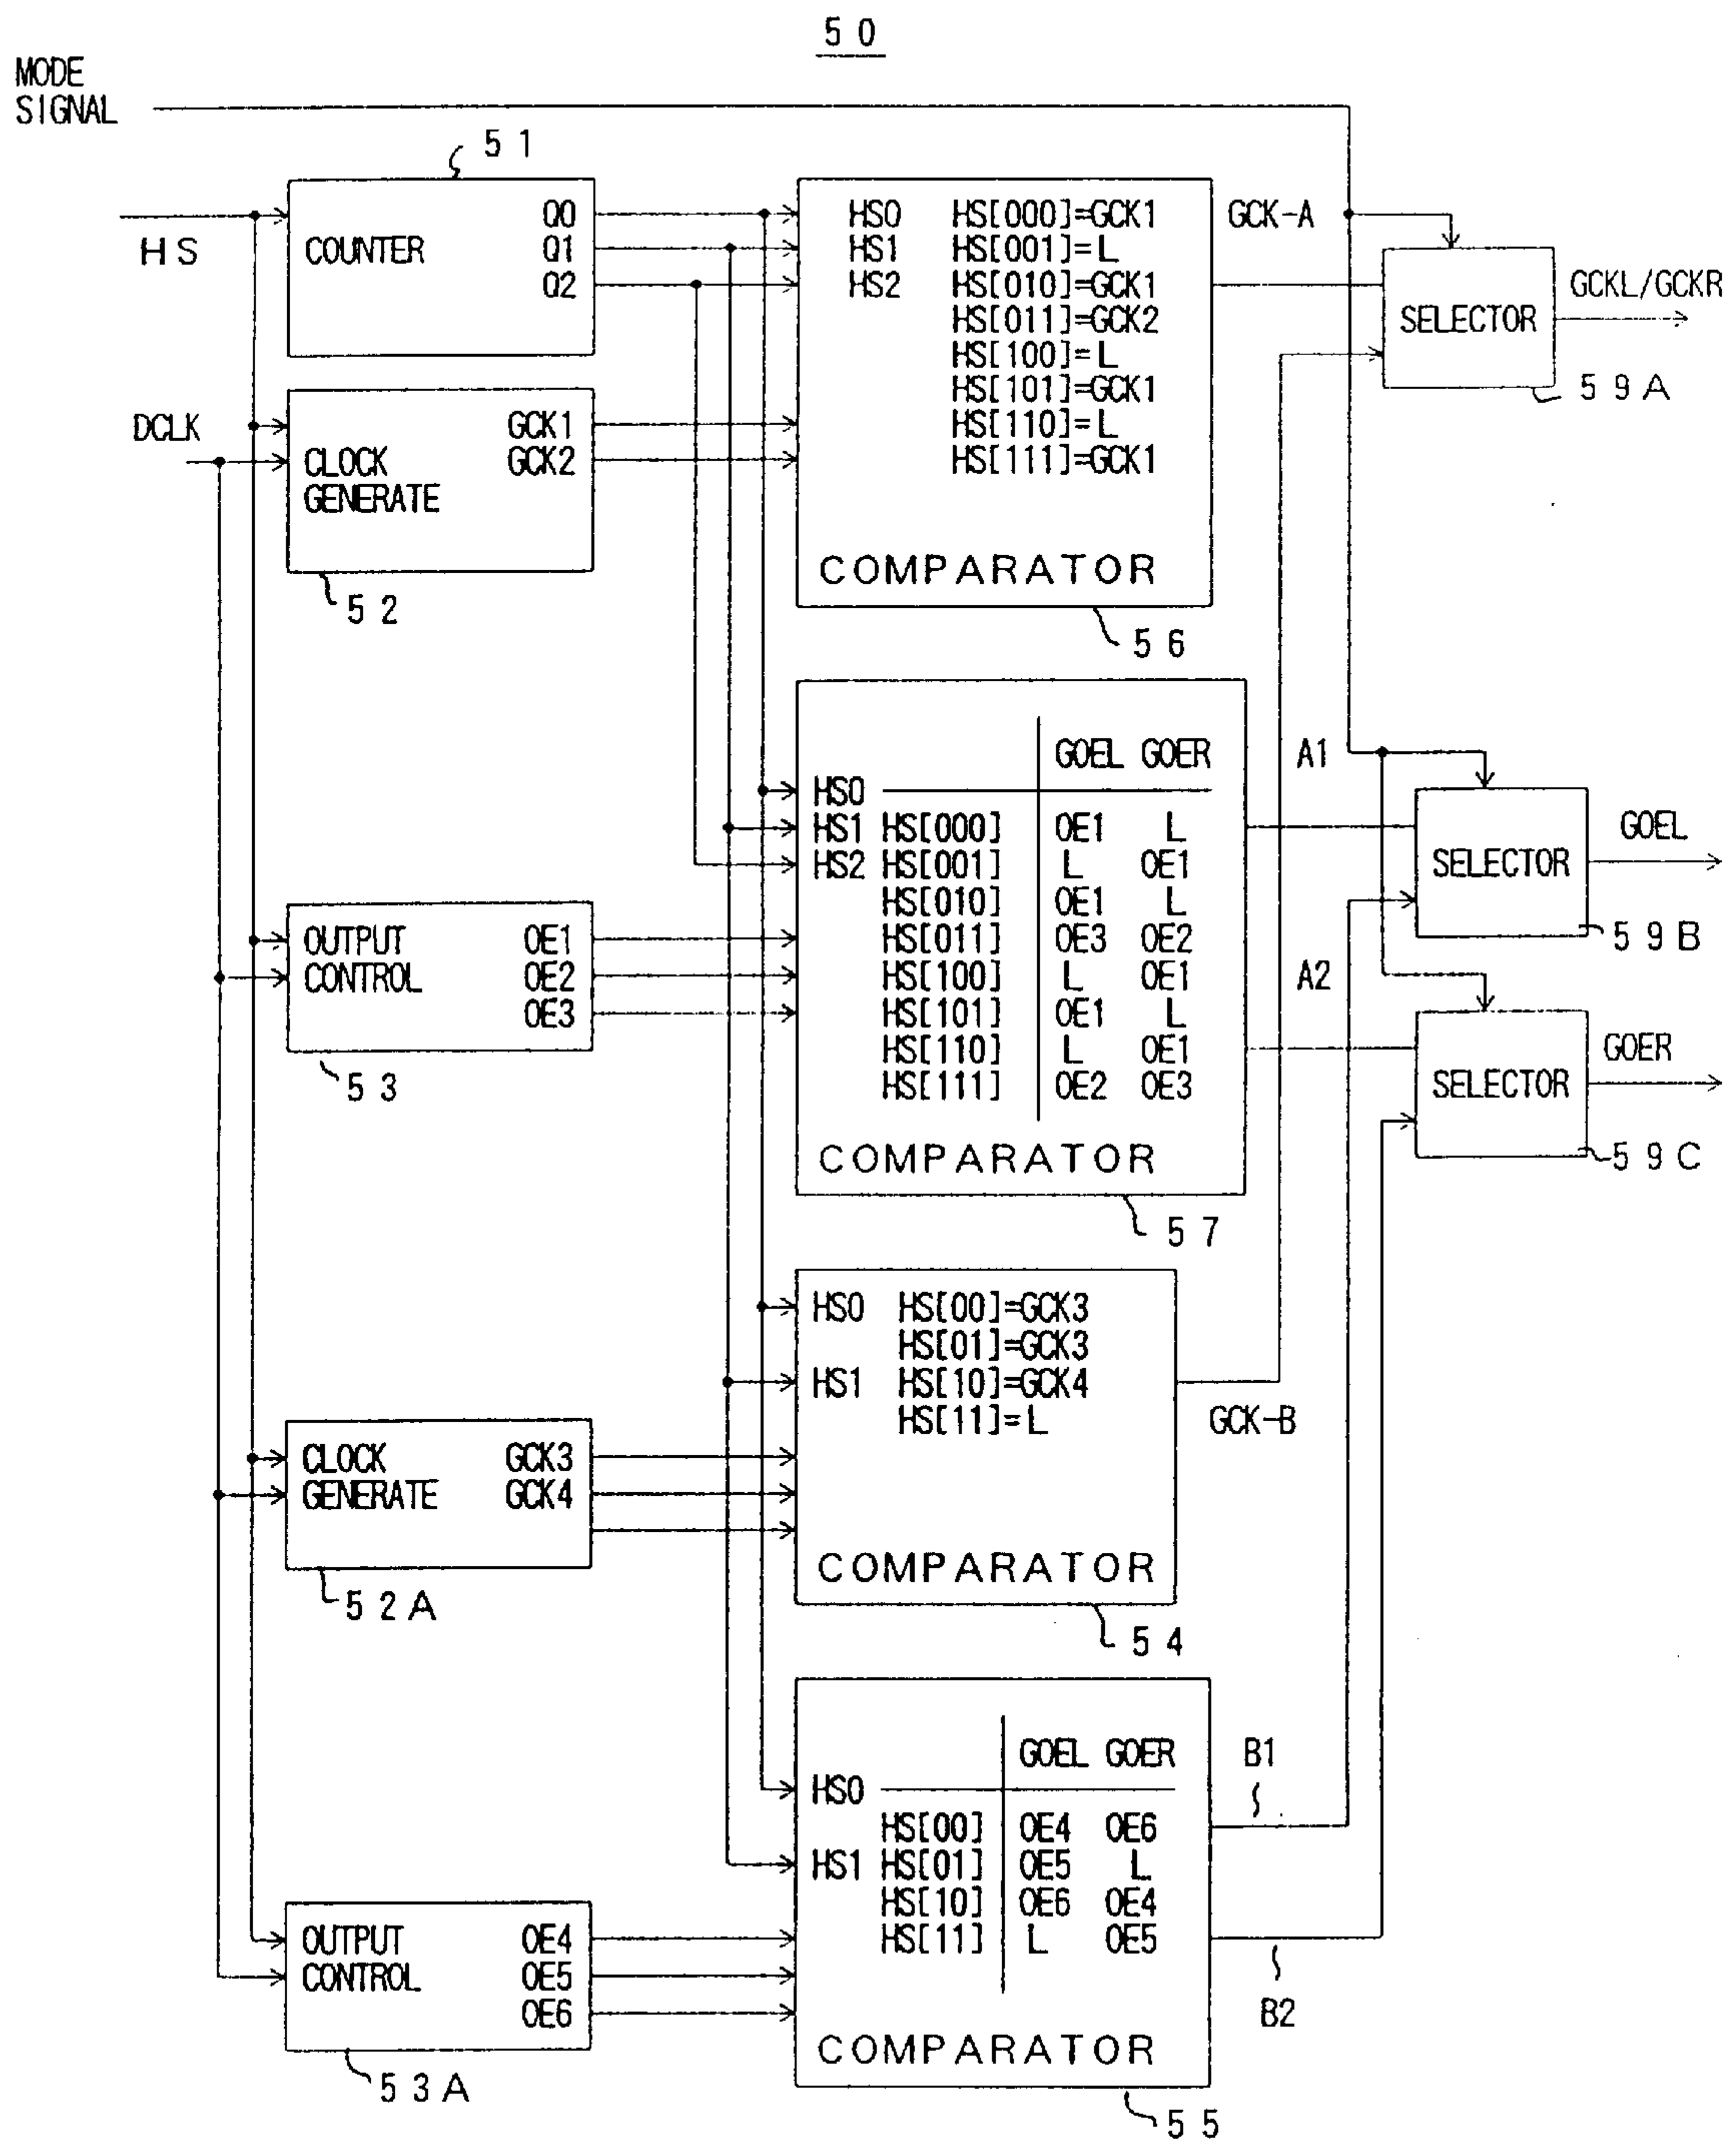 50
MODE
SIGNAL
51
Q0
HS
COUNTER
Q1
Q2
HS0 HS[000]=GCK1
HS1 HS[001]=L
HS2 HS[010]=GCK1
HS[011]=GCK2
HS[100]=L
HS[101]=GCK1
HS[110]=L
HS[111]=GCK1
COMPARATOR
56
GCK-A
SELECTOR
GCKL/GCKR
59A
DCLK
GCK1
CLOCK GCK2
GENERATE
52
GOEL GOER
HS0
HS1 HS[000] OE1 L
HS2 HS[001] L OE1
HS[010] OE1 L
HS[011] OE3 OE2
HS[100] L OE1
HS[101] OE1 L
HS[110] L OE1
HS[111] OE2 OE3
COMPARATOR
57
A1
SELECTOR
GOEL
59B
A2
SELECTOR
GOER
59C
OUTPUT OE1
CONTROL OE2
OE3
53
HS0 HS[00]=GCK3
HS[01]=GCK3
HS1 HS[10]=GCK4
HS[11]=L
COMPARATOR
54
GCK-B
CLOCK GCK3
GENERATE GCK4
52A
GOEL GOER
HS0
HS[00] OE4 OE6
HS1 HS[01] OE5 L
HS[10] OE6 OE4
HS[11] L OE5
COMPARATOR
55
B1
B2
OUTPUT OE4
CONTROL OE5
OE6
53A